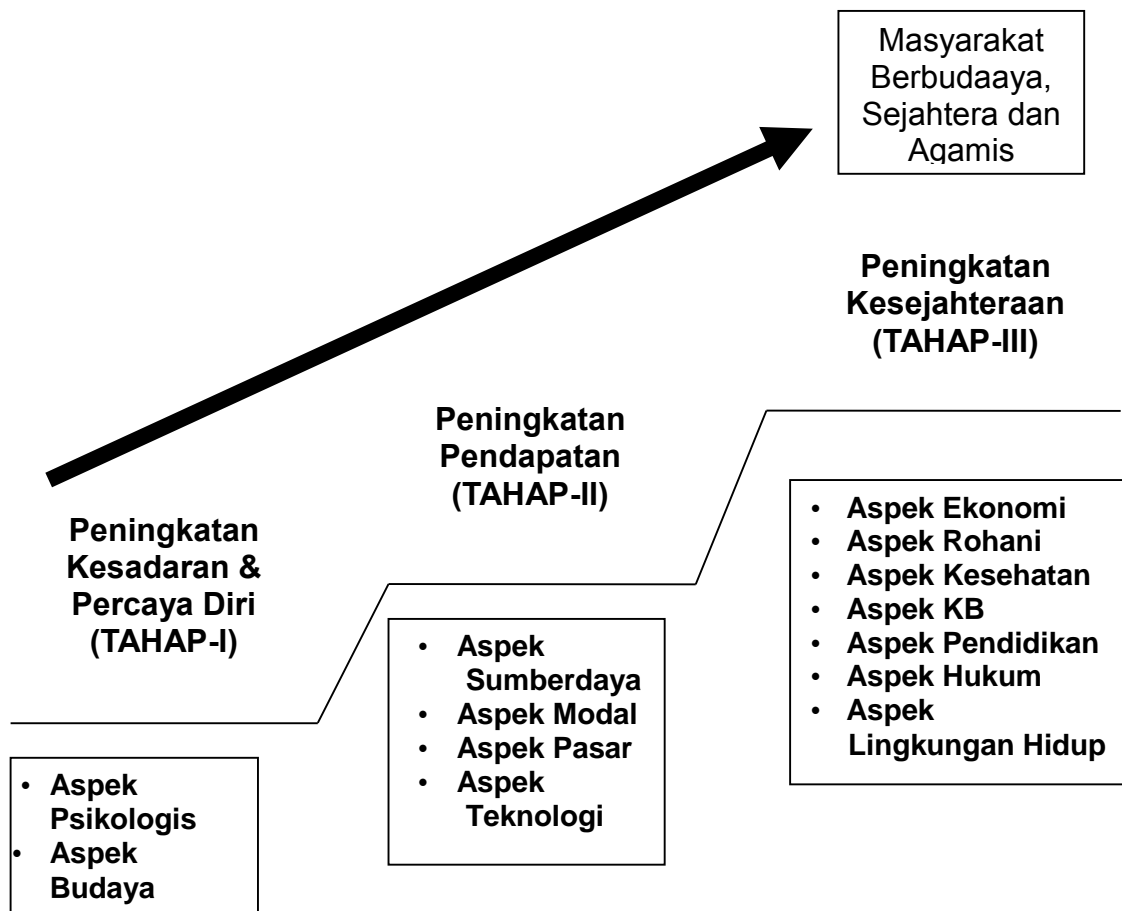 Masyarakat
Berbudaaya,
Sejahtera dan
Agamis
Peningkatan
Kesejahteraan
(TAHAP-III)
Peningkatan
Pendapatan
(TAHAP-II)
Peningkatan
Kesadaran &
Percaya Diri
(TAHAP-I)
• Aspek Ekonomi
• Aspek Rohani
• Aspek Kesehatan
• Aspek KB
• Aspek Pendidikan
• Aspek Hukum
• Aspek
Lingkungan Hidup
• Aspek
Sumberdaya
• Aspek Modal
• Aspek Pasar
• Aspek
Teknologi
• Aspek
Psikologis
• Aspek
Budaya